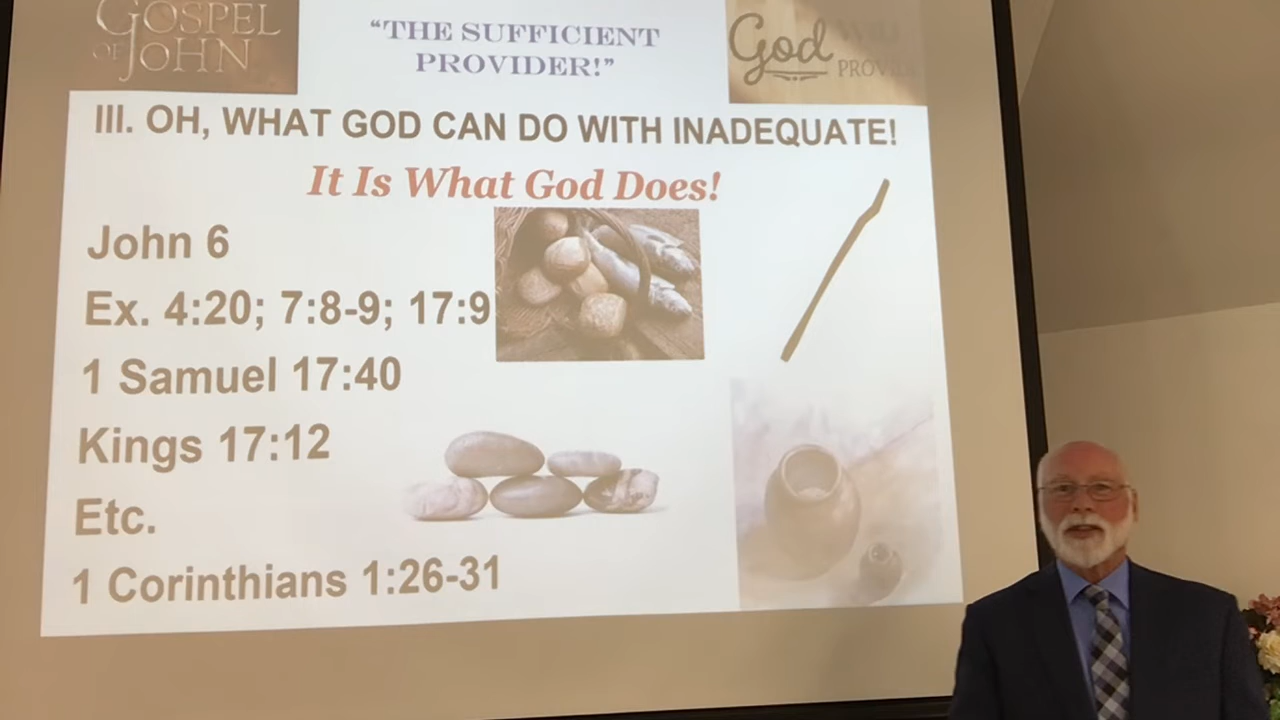 GOSPEL
OF JOHN
“THE SUFFICIENT
PROVIDER!”
God WILL
PROVIDE
III. OH, WHAT GOD CAN DO WITH INADEQUATE!
It Is What God Does!
John 6
Ex. 4:20; 7:8-9; 17:9
1 Samuel 17:40
Kings 17:12
Etc.
1 Corinthians 1:26-31